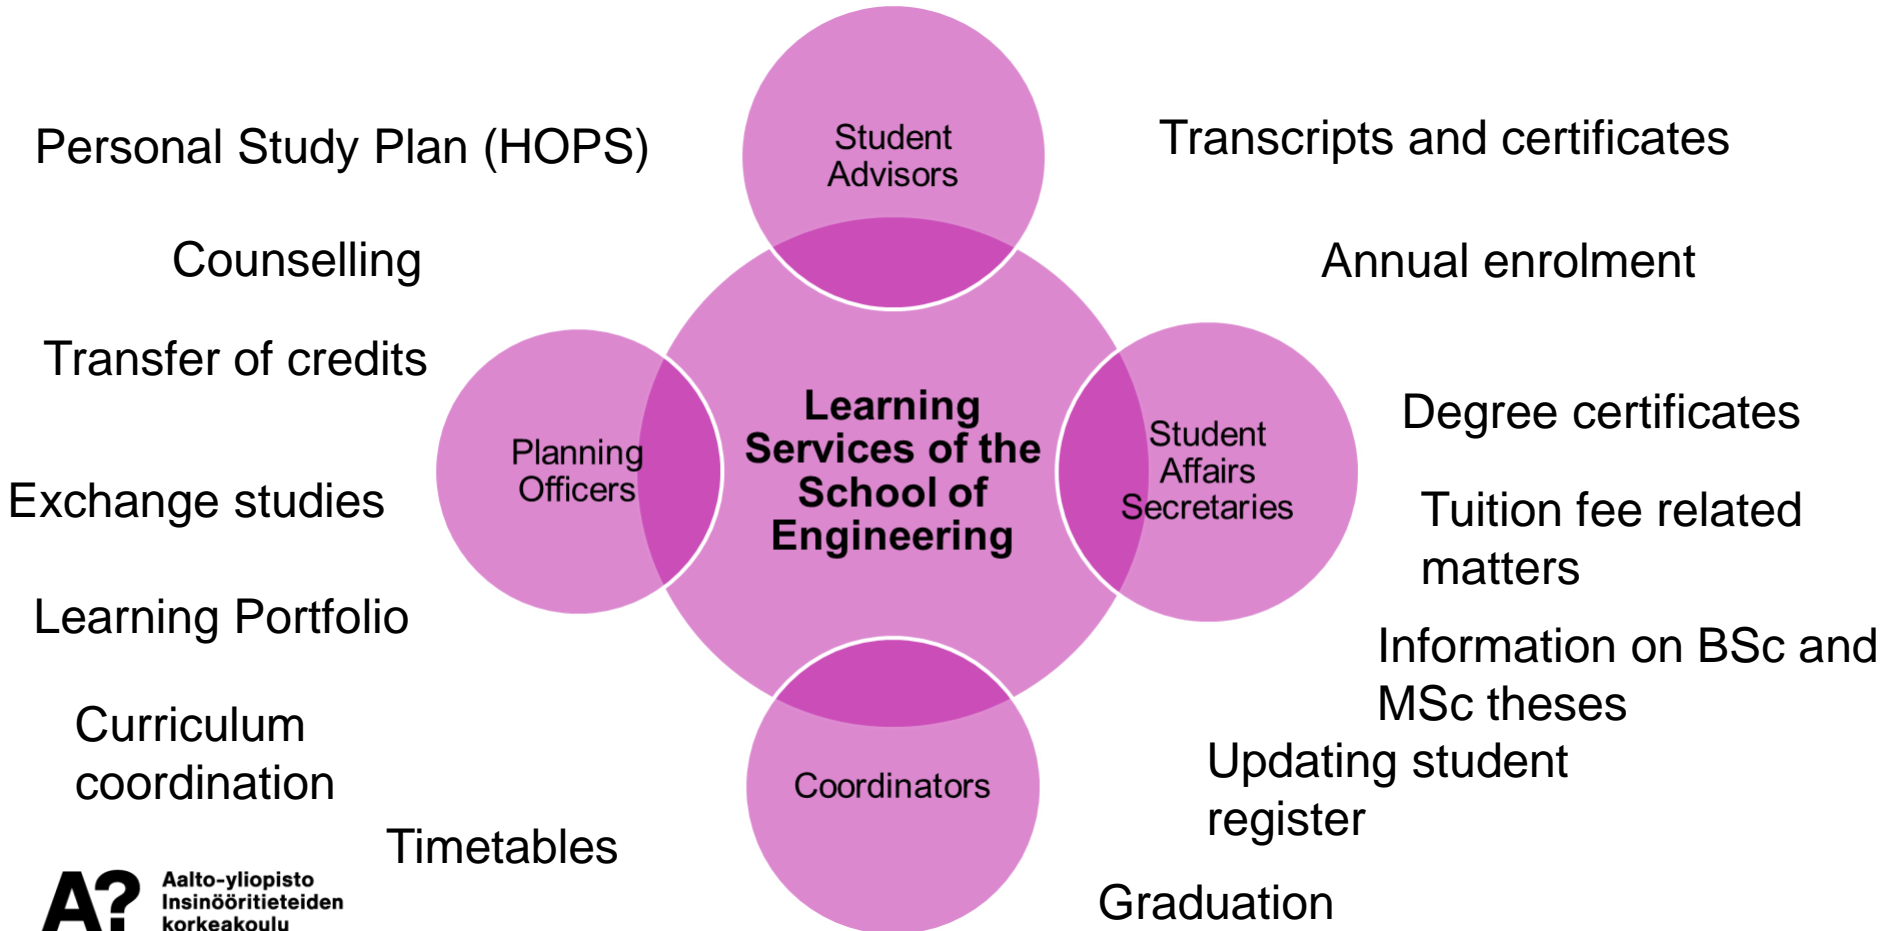 Personal Study Plan (HOPS)
Counselling
Transfer of credits
Exchange studies
Learning Portfolio
Curriculum
coordination
Timetables
Student
Advisors
Planning
Officers
Learning
Services of the
School of
Engineering
Student
Affairs
Secretaries
Coordinators
Transcripts and certificates
Annual enrolment
Degree certificates
Tuition fee related
matters
Information on BSc and
MSc theses
Updating student
register
Graduation
A?
Aalto-yliopisto
Insinööritieteiden
korkeakoulu